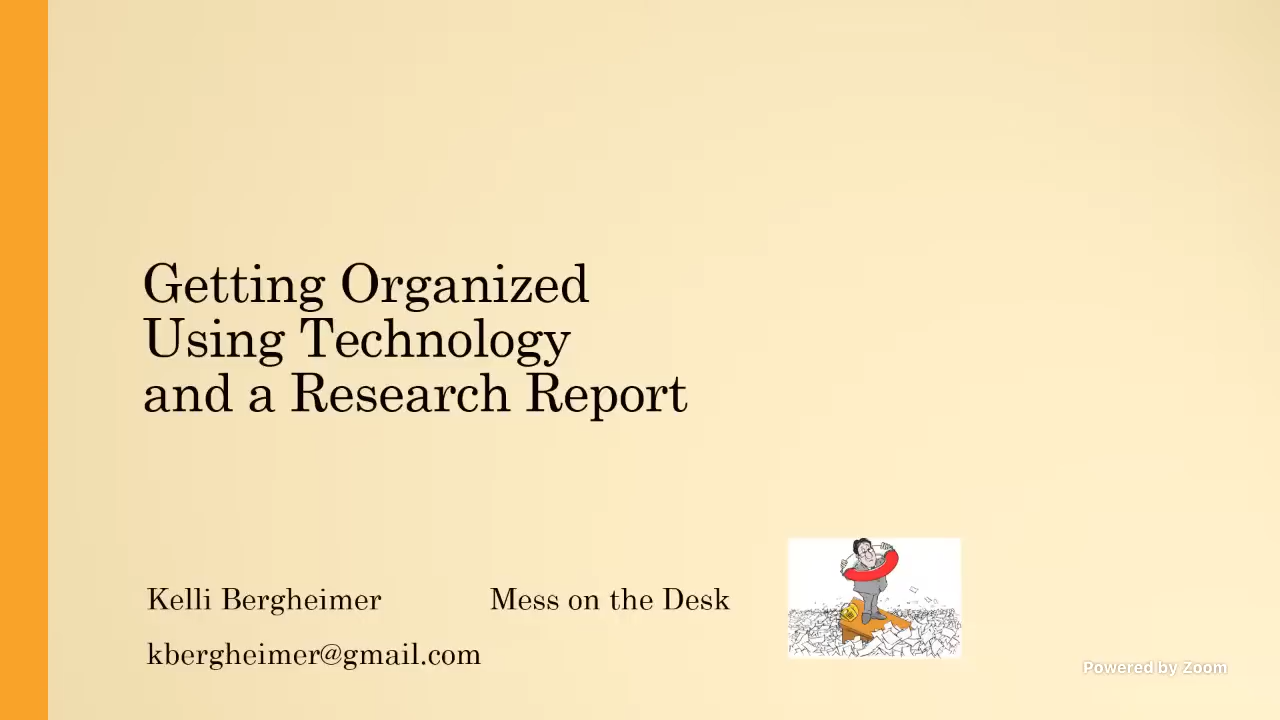 Getting Organized
Using Technology
and a Research Report
Kelli Bergheimer Mess on the Desk
kbergheimer@gmail.com
Powered by Zoom